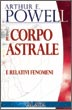 ARTHUR E.
POWELL
IL
CORPO
ASTRALE
E RELATIVI FENOMENI